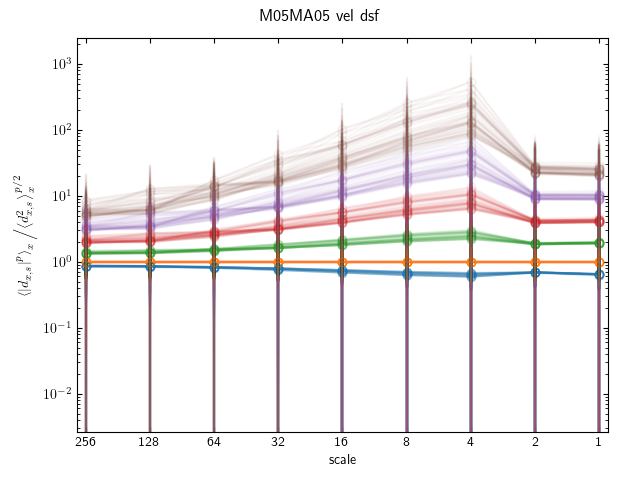 M05MA05 vel dsf
10³
10²
10¹
10⁰
10⁻¹
10⁻²
⟨|d_{x,s}|^p⟩_x / ⟨d²_{x,s}⟩_x^{p/2}
256 128 64 32 16 8 4 2 1
scale